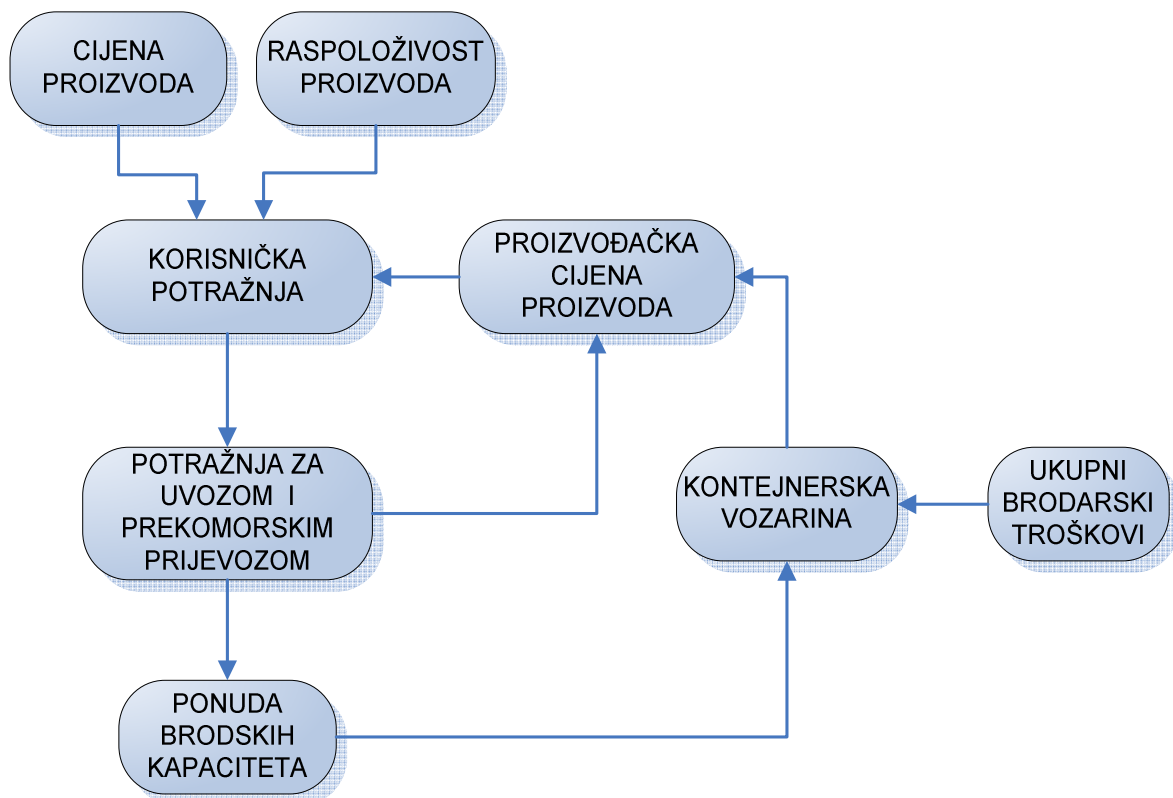 CIJENA
PROIZVODA
RASPOLOŽIVOST
PROIZVODA
KORISNIČKA
POTRAŽNJA
PROIZVOĐAČKA
CIJENA
PROIZVODA
POTRAŽNJA ZA
UVOZOM I
PREKOMORSKIM
PRIJEVOZOM
KONTEJNERSKA
VOZARINA
UKUPNI
BRODARSKI
TROŠKOVI
PONUDA
BRODSKIH
KAPACITETA